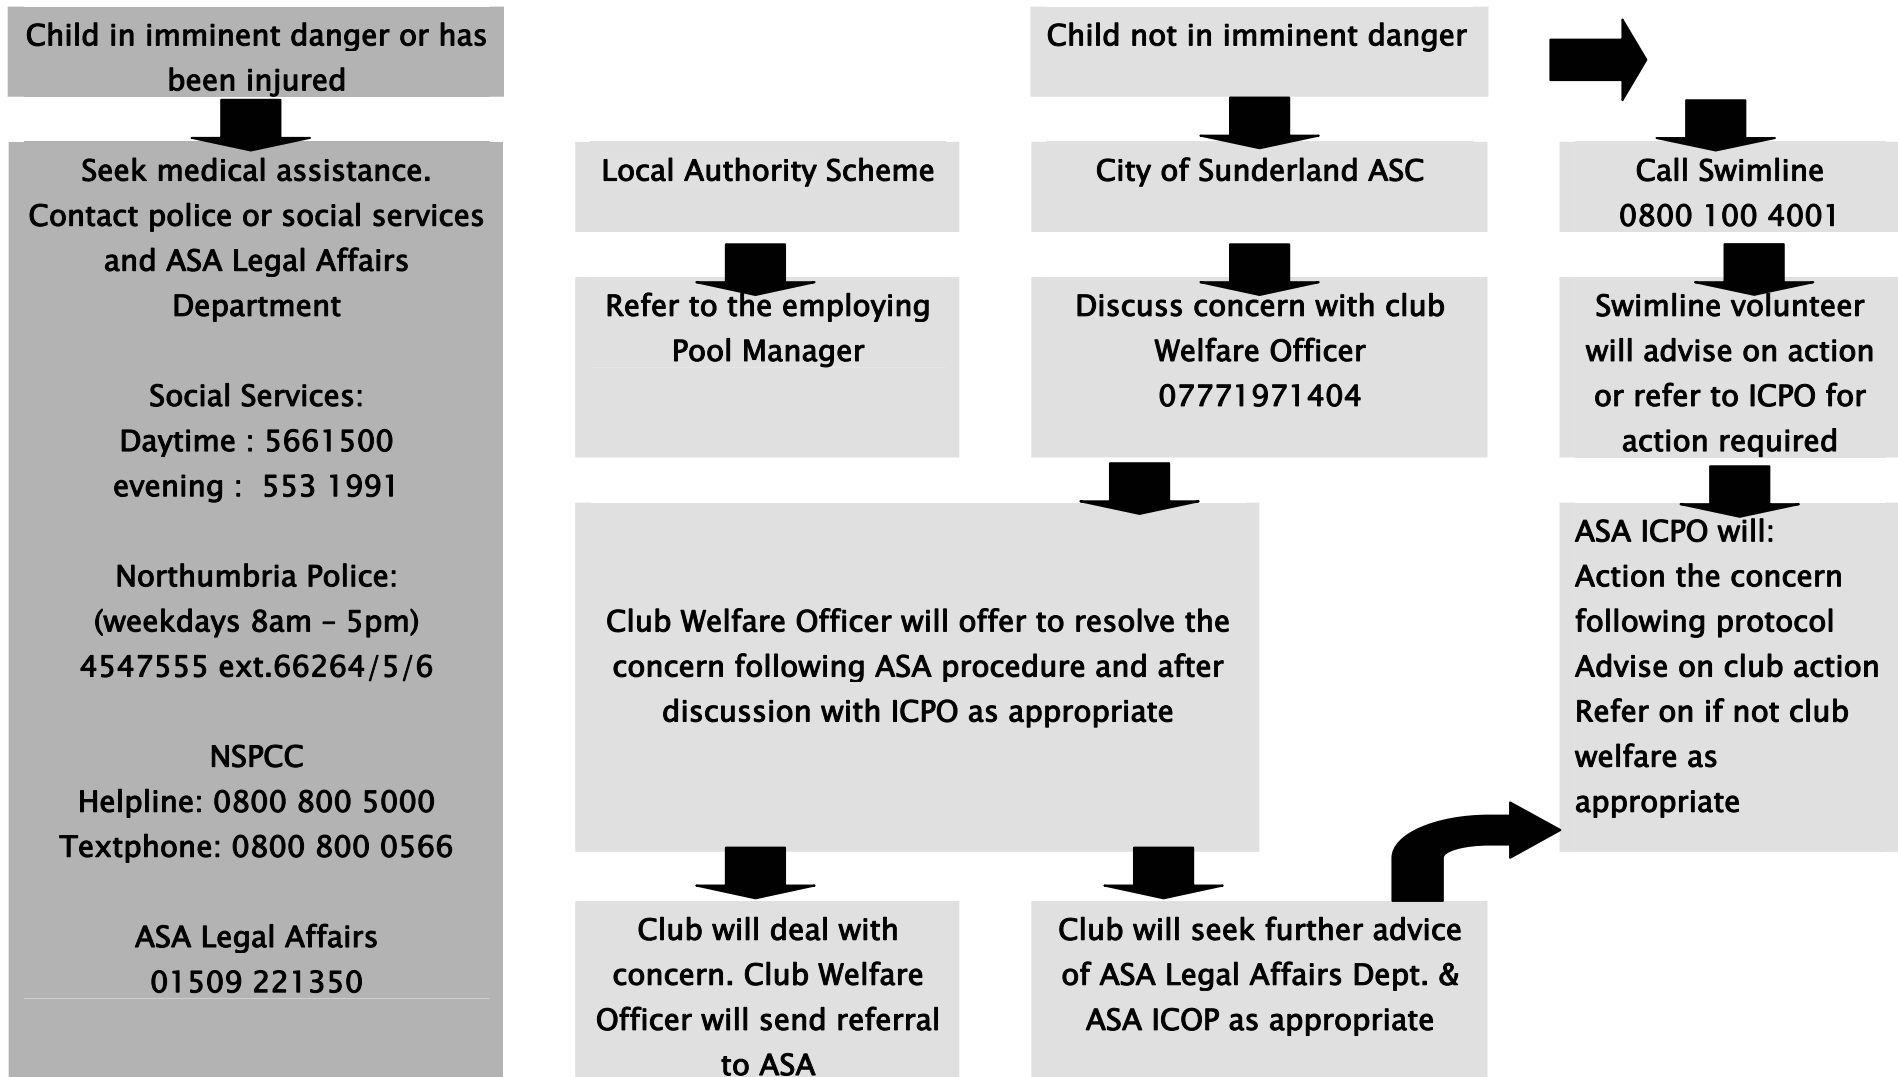 Child in imminent danger or has
been injured
Seek medical assistance.
Contact police or social services
and ASA Legal Affairs
Department
Social Services:
Daytime : 5661500
evening :  553 1991
Northumbria Police:
(weekdays 8am – 5pm)
4547555 ext.66264/5/6
NSPCC
Helpline: 0800 800 5000
Textphone: 0800 800 0566
ASA Legal Affairs
01509 221350
Child not in imminent danger
Local Authority Scheme
Refer to the employing
Pool Manager
City of Sunderland ASC
Discuss concern with club
Welfare Officer
07771971404
Club Welfare Officer will offer to resolve the
concern following ASA procedure and after
discussion with ICPO as appropriate
Club will deal with
concern. Club Welfare
Officer will send referral
to ASA
Club will seek further advice
of ASA Legal Affairs Dept. &
ASA ICOP as appropriate
Call Swimline
0800 100 4001
Swimline volunteer
will advise on action
or refer to ICPO for
action required
ASA ICPO will:
Action the concern
following protocol
Advise on club action
Refer on if not club
welfare as
appropriate